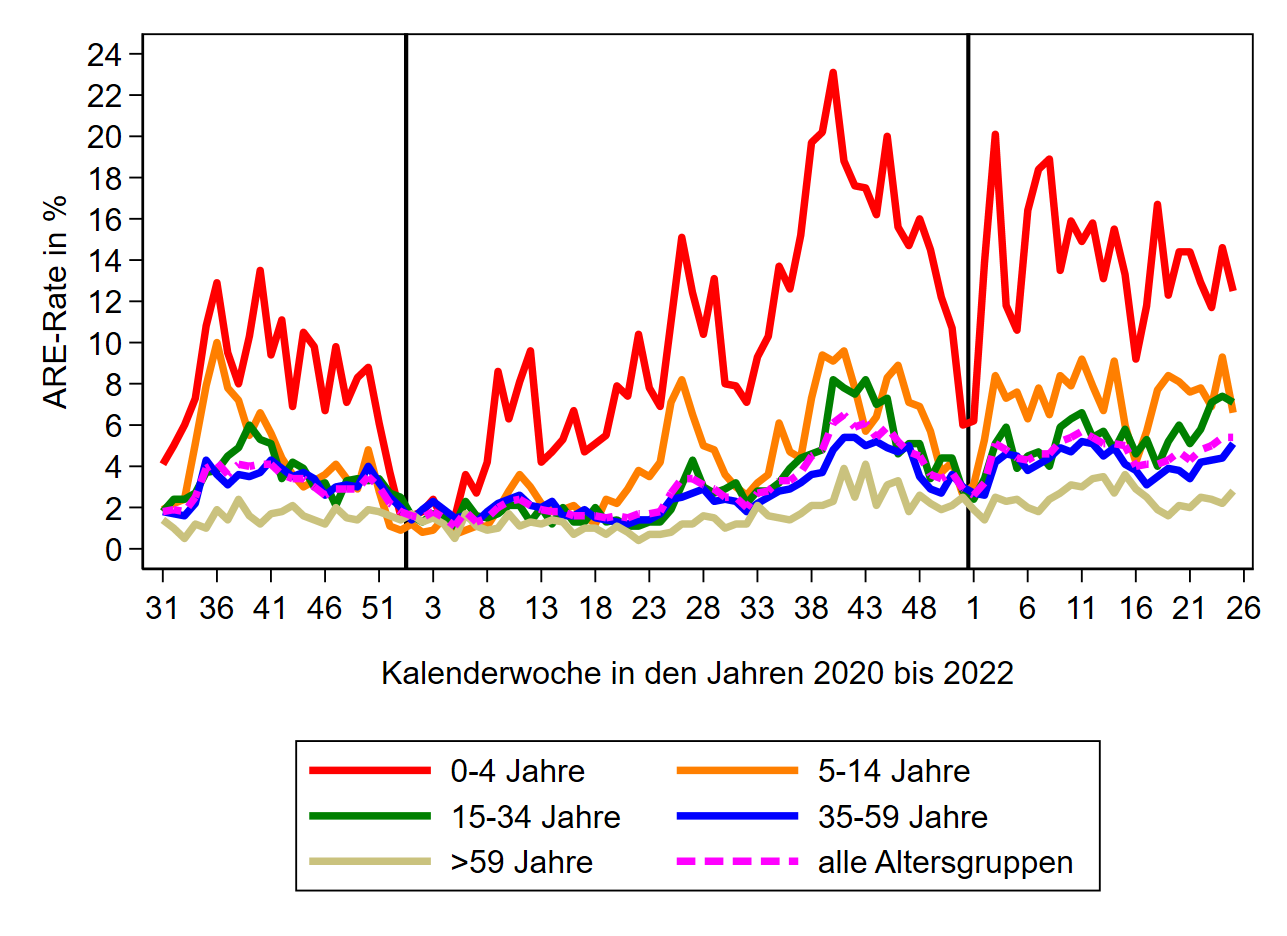 24
22
20
18
16
14
12
10
8
6
4
2
0
ARE-Rate in %
31 36 41 46 51 3 8 13 18 23 28 33 38 43 48 1 6 11 16 21 26
Kalenderwoche in den Jahren 2020 bis 2022
0-4 Jahre 5-14 Jahre
15-34 Jahre 35-59 Jahre
>59 Jahre alle Altersgruppen